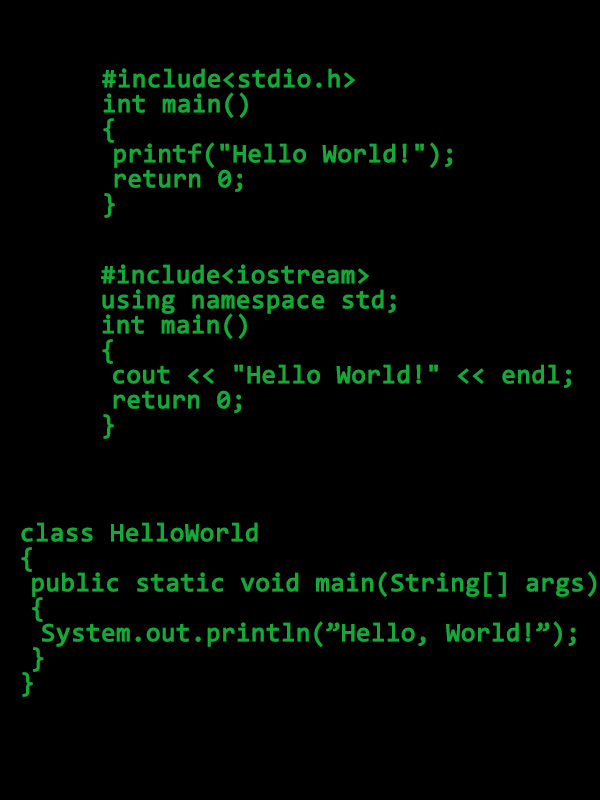 #include<stdio.h>
int main()
{
printf("Hello World!");
return 0;
}
#include<iostream>
using namespace std;
int main()
{
cout << "Hello World!" << endl;
return 0;
}
class HelloWorld
{
public static void main(String[] args)
{
System.out.println(”Hello, World!”);
}
}